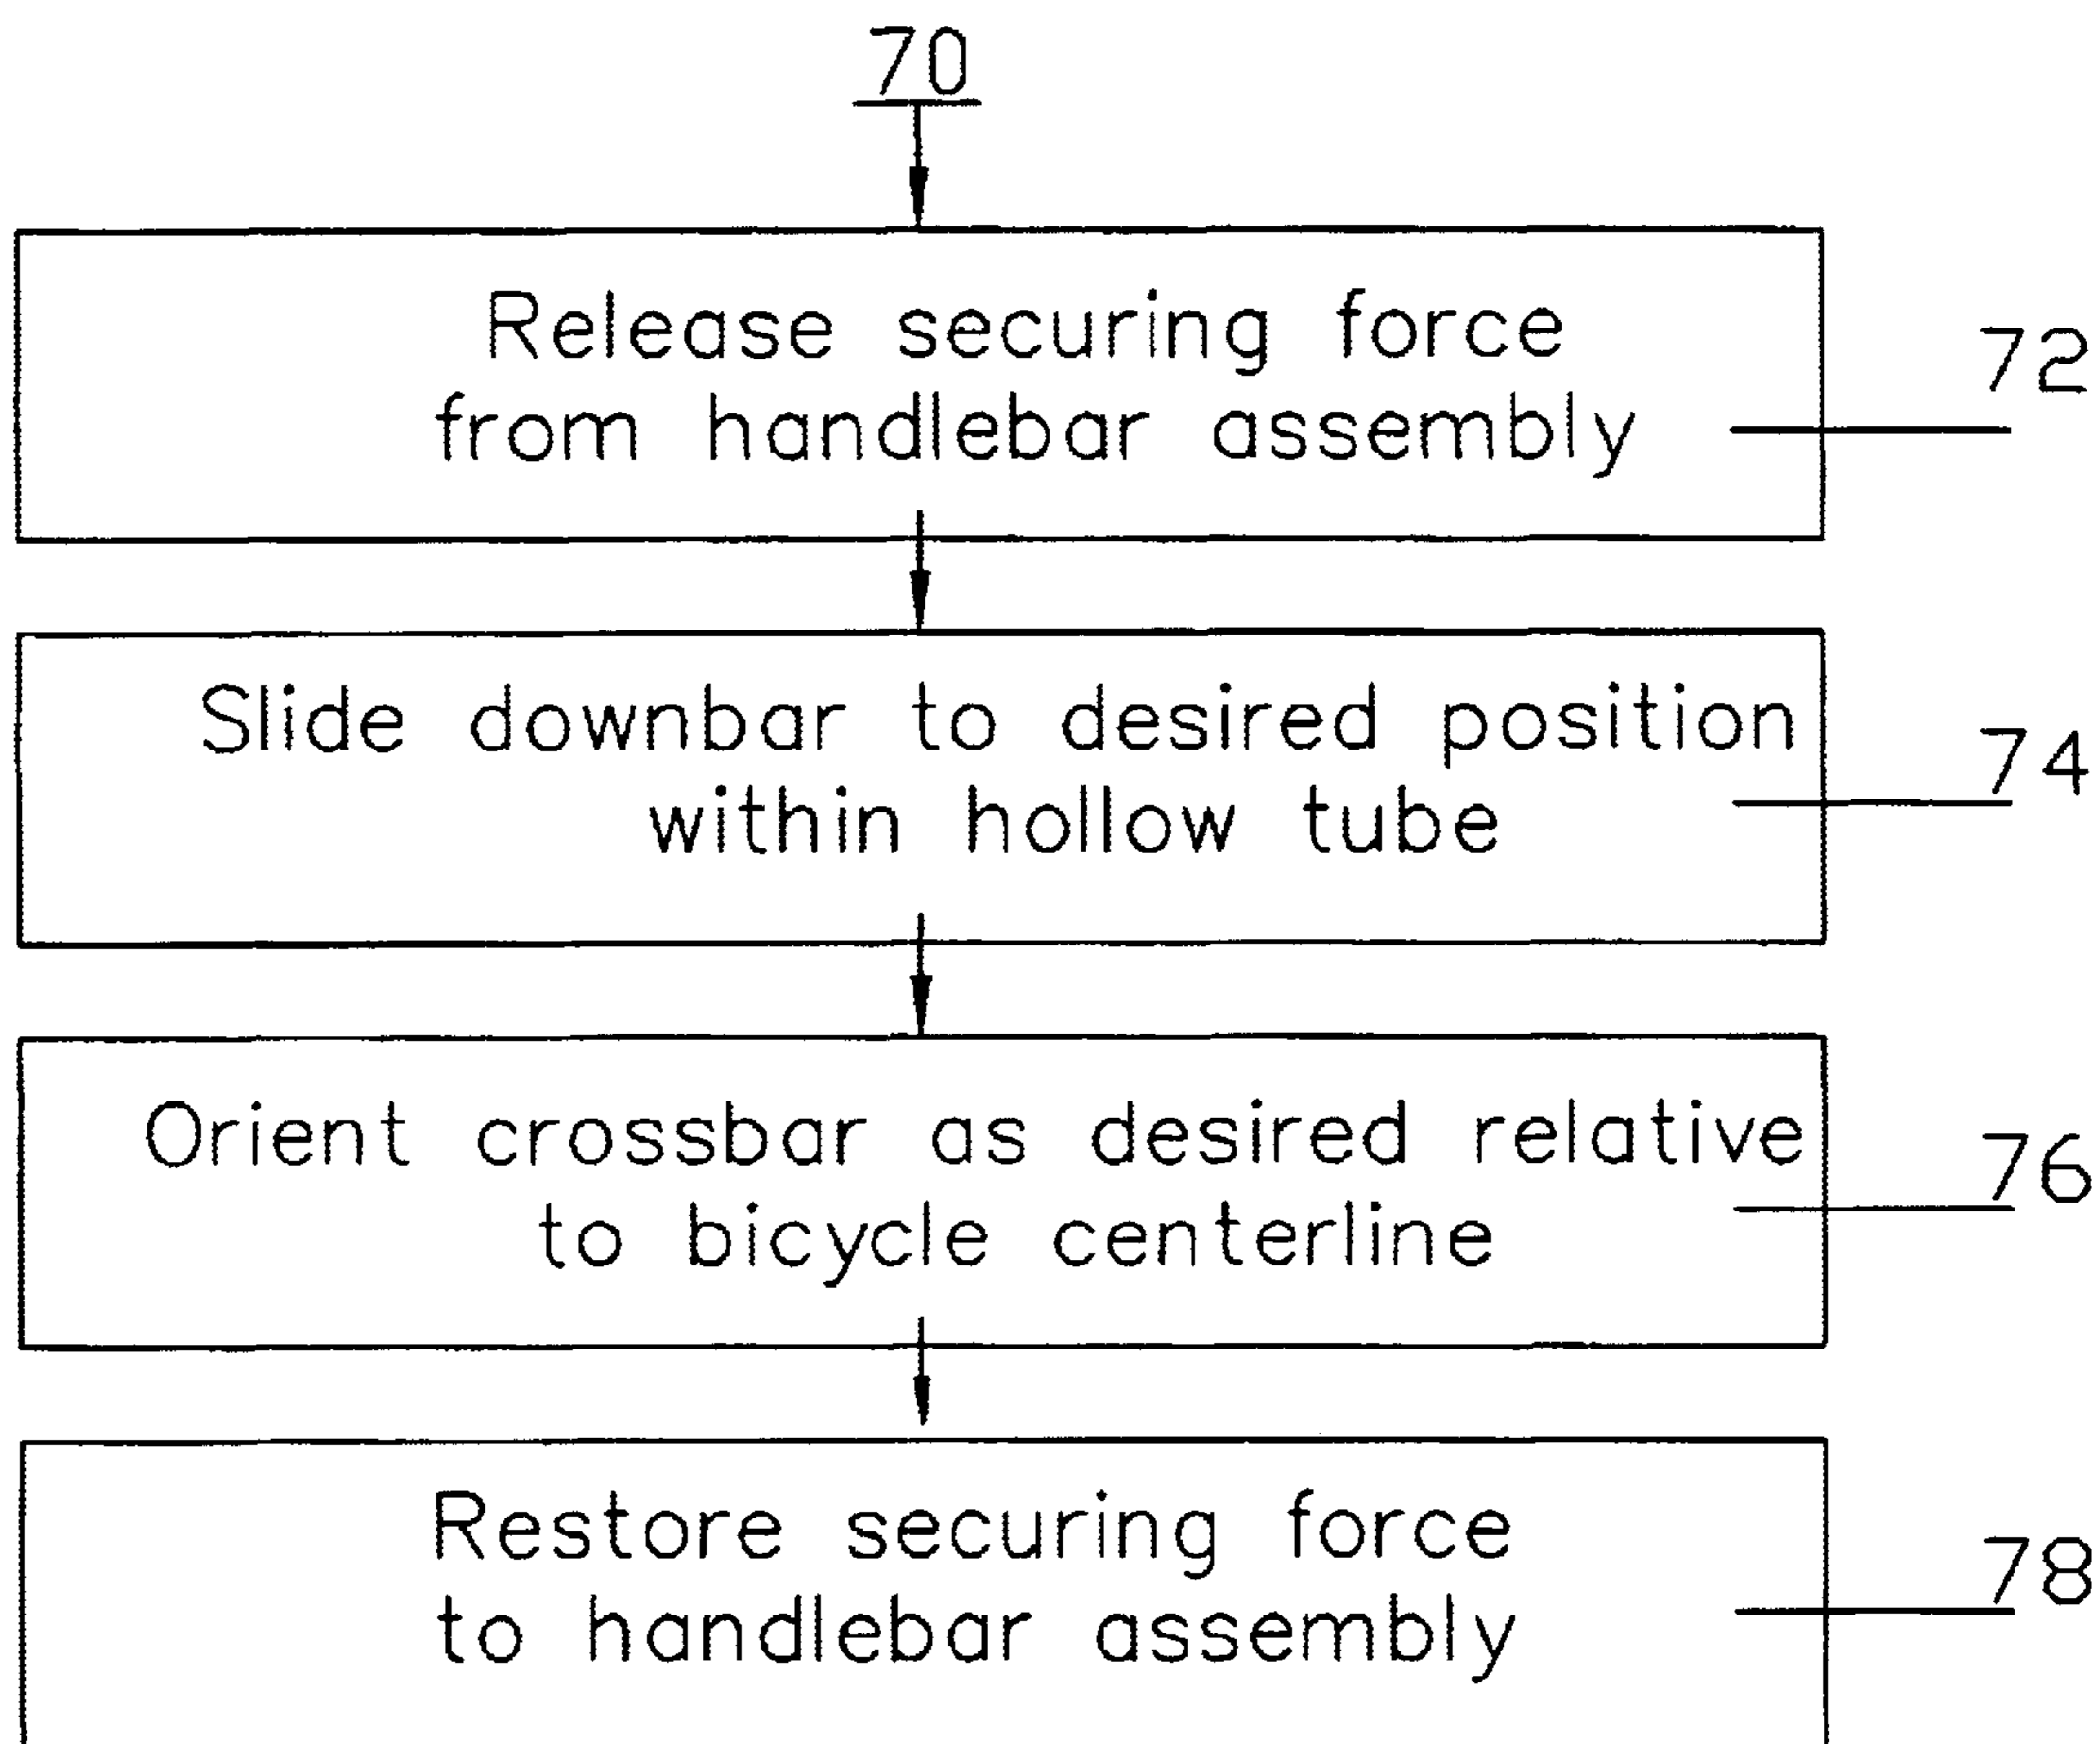 70
Release securing force
from handlebar assembly
72
Slide downbar to desired position
within hollow tube
74
Orient crossbar as desired relative
to bicycle centerline
76
Restore securing force
to handlebar assembly
78